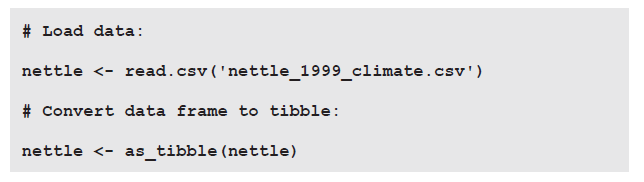 # Load data:
nettle <- read.csv('nettle_1999_climate.csv')
# Convert data frame to tibble:
nettle <- as_tibble(nettle)